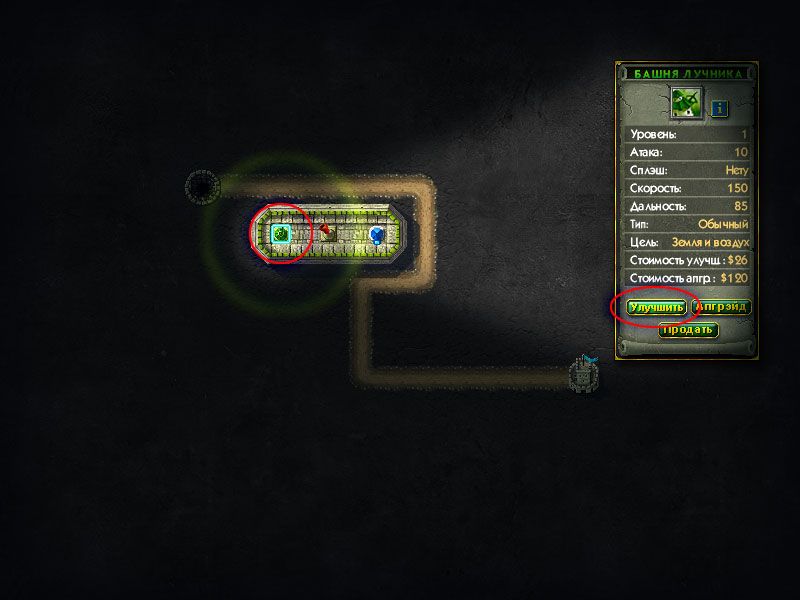 БАШНЯ ЛУЧНИКА
i
Уровень: 1
Атака: 10
Сплэш: Нету
Скорость: 150
Дальность: 85
Тип: Обычный
Цель: Земля и воздух
Стоимость улучш.: $26
Стоимость апгр.: $120
Улучшить Апгрэйд
Продать